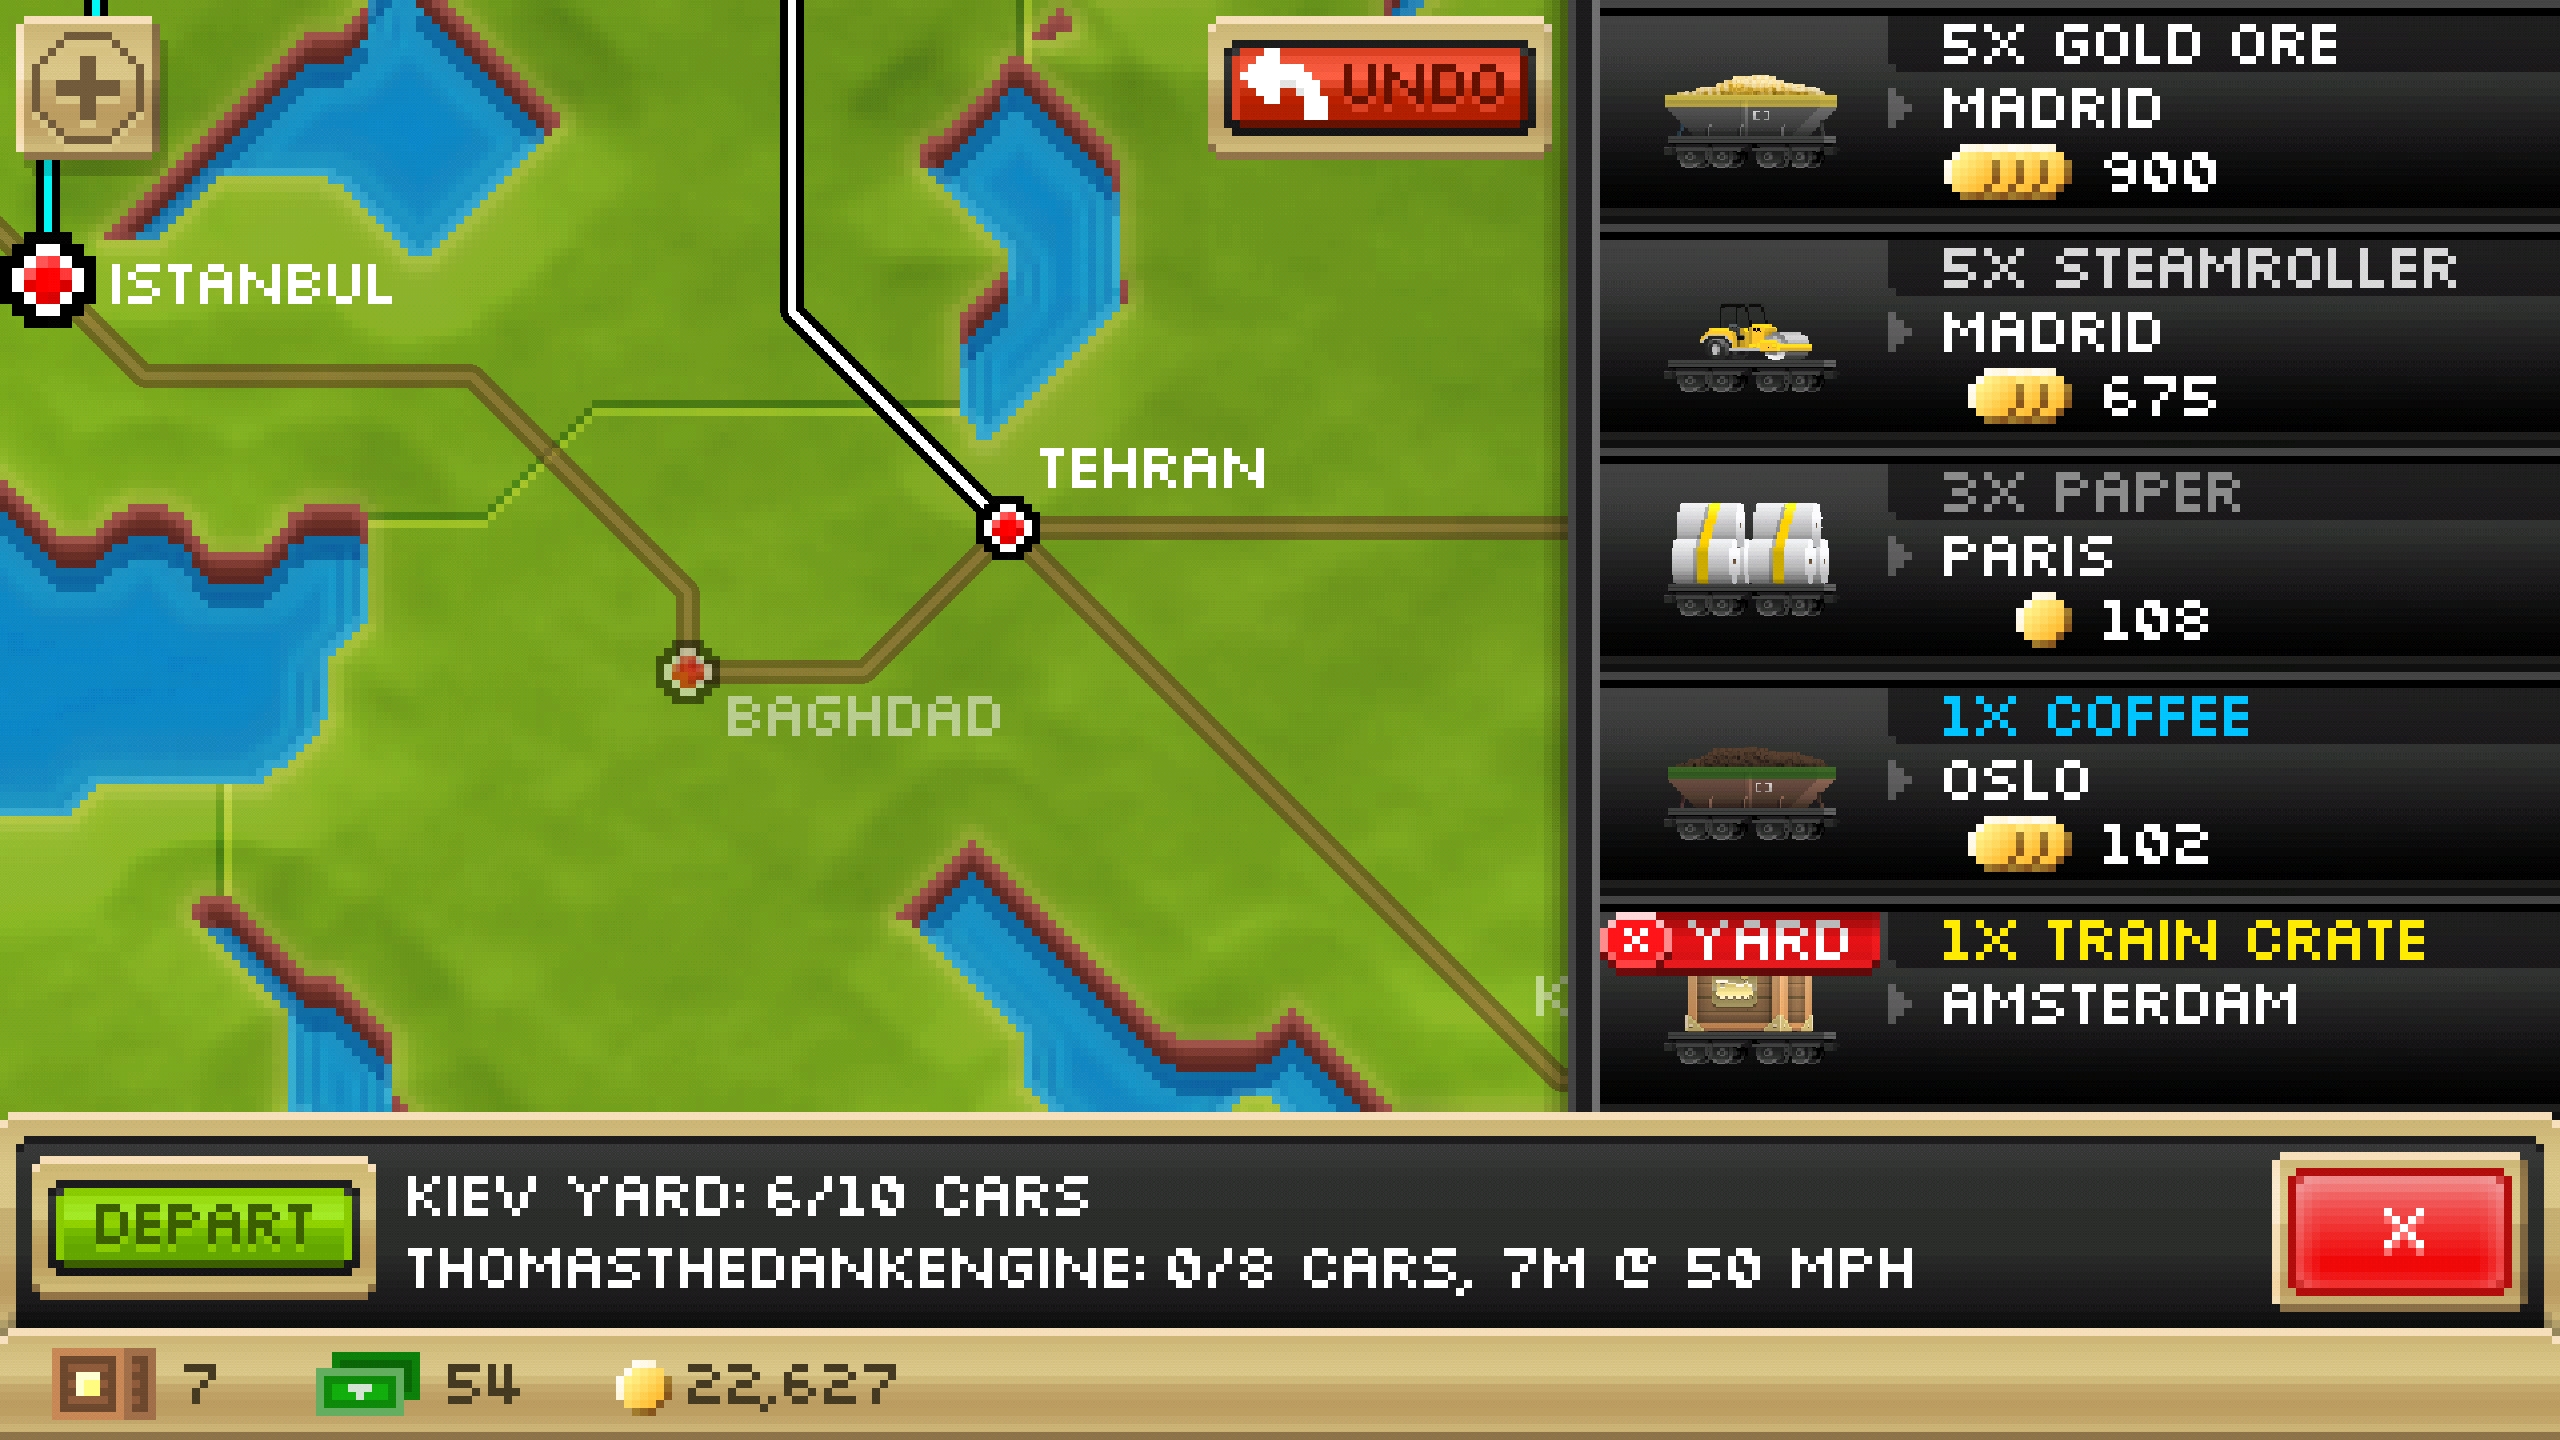 UNDO
ISTANBUL
TEHRAN
BAGHDAD
K
5X GOLD ORE
MADRID
900
5X STEAMROLLER
MADRID
675
3X PAPER
PARIS
108
1X COFFEE
OSLO
102
X YARD
1X TRAIN CRATE
AMSTERDAM
DEPART
KIEV YARD: 6/10 CARS
THOMASTHEDANKENGINE: 0/8 CARS, 7M @ 50 MPH
X
7
54
22,627